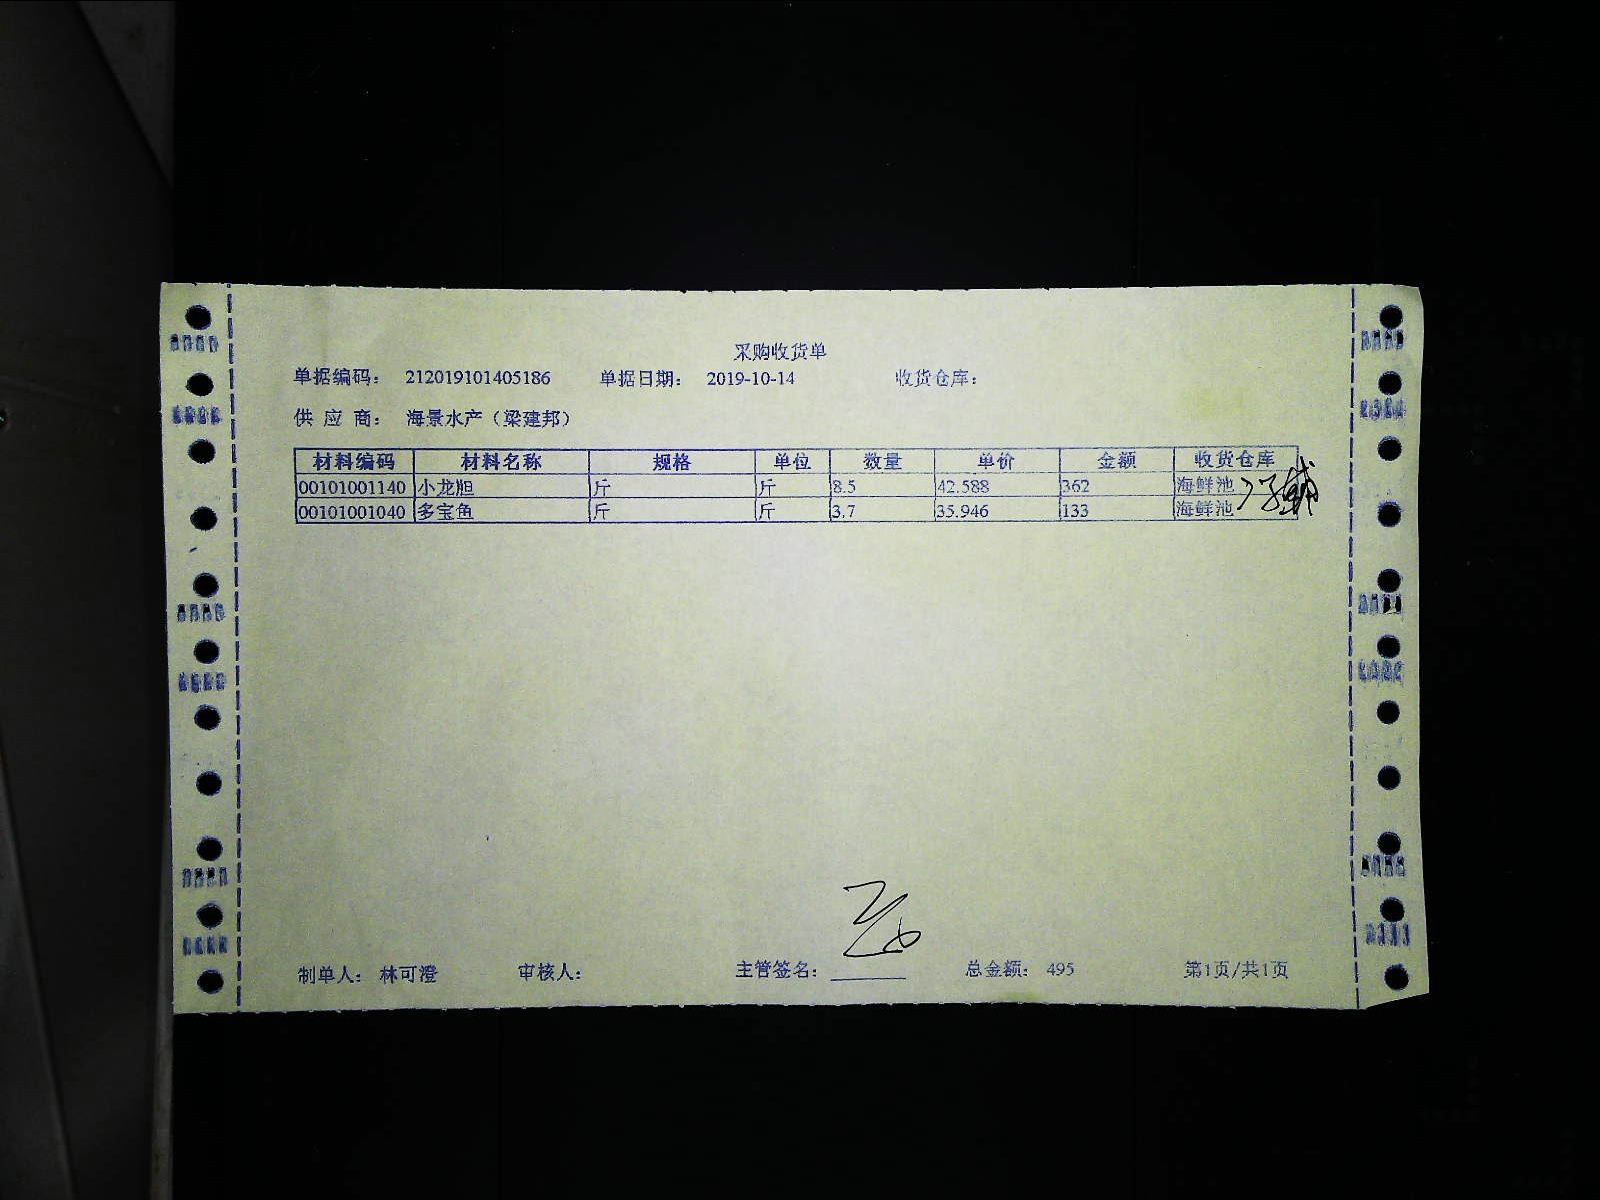 采购收货单
单据编码： 212019101405186 单据日期： 2019-10-14 收货仓库：
供 应 商： 海景水产（梁建邦）
材料编码 材料名称 规格 单位 数量 单价 金额 收货仓库
00101001140 小龙胆 斤 斤 8.5 42.588 362 海鲜池
00101001040 多宝鱼 斤 斤 3.7 35.946 133 海鲜池
制单人： 林可澄 审核人： 主管签名： 总金额： 495 第1页/共1页